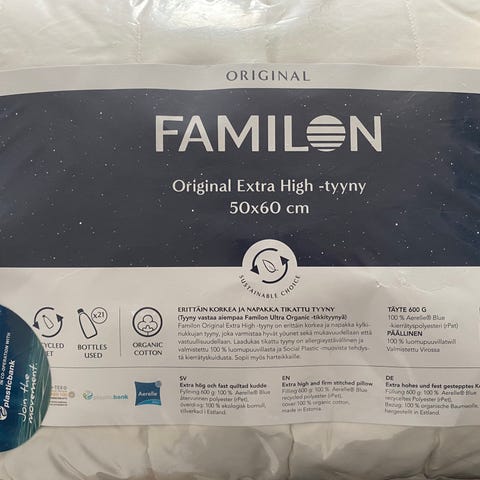 ORIGINAL
FAMILON
Original Extra High -tyyny
50x60 cm
SUSTAINABLE CHOICE
x21
BOTTLES
USED
ORGANIC
COTTON
ERITTÄIN KORKEA JA NAPAKKA TIKATTU TYYNY
(Tyyny vastaa aiempaa Familon Ultra Organic -tikkityynyä)
Familon Original Extra High -tyyny on erittäin korkea ja napakka kylki-
nukkujan tyyny, joka varmistaa hyvät yöunet sekä mukavuudellaan että
vastuullisuudellaan. Laadukas tikattu tyyny on allergiaystävällinen ja
valmistettu 100 % luomupuuvillasta ja Social Plastic -muovista tehdys-
tä kierrätyskuidusta. Sopii myös harteikkaille.
TÄYTE 600 G
100 % Aerelle® Blue
-kierrätyspolyesteri (rPet)
PÄÄLLINEN
100 % luomupuuvillatwill
Valmistettu Virossa
IN CO-OPERATION WITH
plasticbank
Join the
movement
plasticbank
Aerelle
SV
Extra hög och fast quiltad kudde
Fyllning 600 g: 100 % Aerelle® Blue
återvunnen polyester (rPet),
överdrag: 100 % ekologisk bomull,
tillverkad i Estland.
EN
Extra high and firm stitched pillow
Filling 600 g: 100 % Aerelle® Blue
recycled polyester (rPet),
cover:100 % organic cotton,
made in Estonia.
DE
Extra hohes und fest gestepptes
Füllung 600 g: 100 % Aerelle® Blue
recyceltes Polyester (rPet),
Bezug: 100 % organische Baumwolle,
hergestellt in Estland.